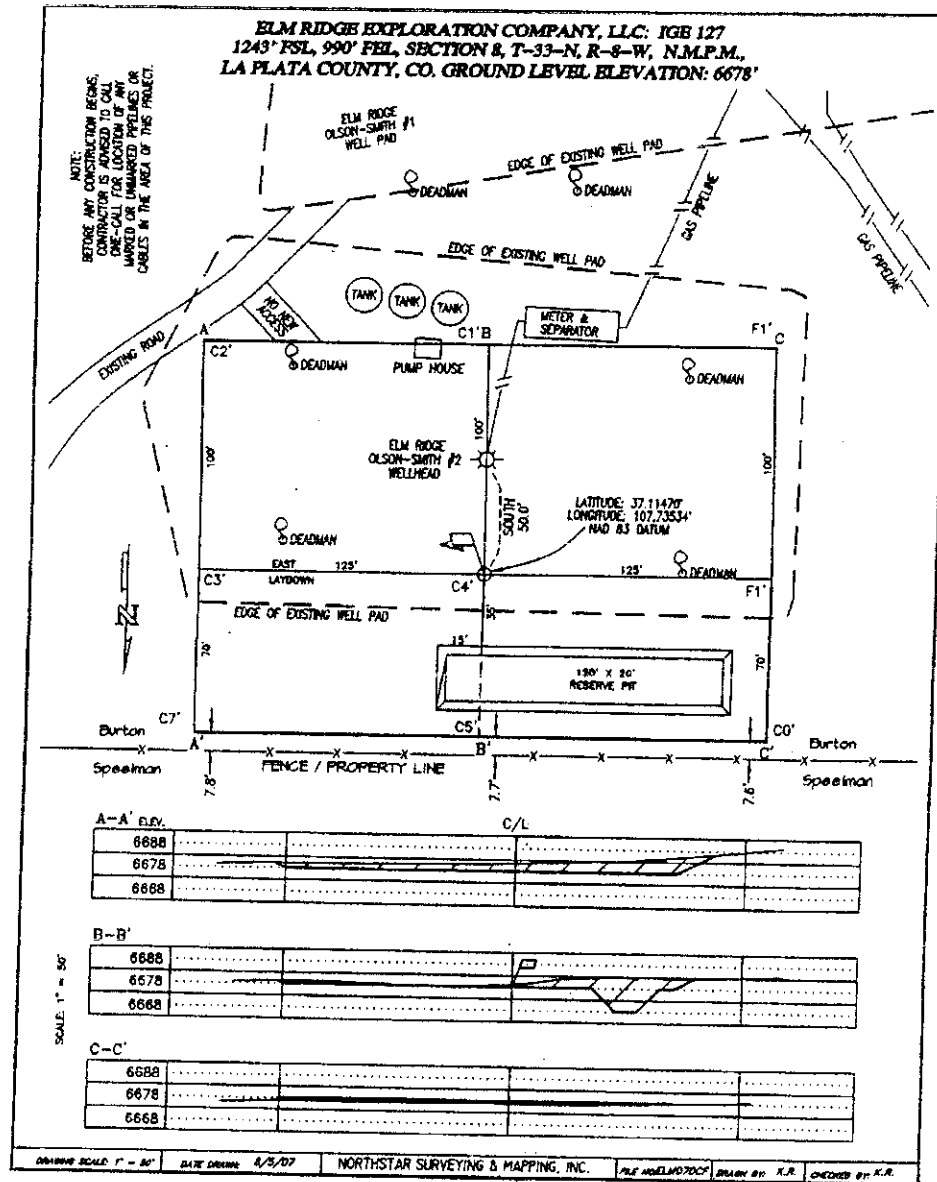 ELM RIDGE EXPLORATION COMPANY, LLC: IGE 127
1243' FSL, 990' FEL, SECTION 8, T-33-N, R-8-W, N.M.P.M.,
LA PLATA COUNTY, CO. GROUND LEVEL ELEVATION: 6678'
NOTE:
BEFORE ANY CONSTRUCTION BEGINS,
CONTRACTOR IS ADVISED TO CALL
ONE-CALL FOR LOCATION OF ANY
MARKED OR UNMARKED PIPELINES OR
CABLES IN THE AREA OF THIS PROJECT.
ELM RIDGE
OLSON-SMITH #1
WELL PAD
EDGE OF EXISTING WELL PAD
DEADMAN
DEADMAN
GAS PIPELINE
GAS PIPELINE
EDGE OF EXISTING WELL PAD
TANK
TANK
TANK
NO NEW
ACCESS
METER &
SEPARATOR
EXISTING ROAD
A
C1' B
F1' C
C2'
DEADMAN
PUMP HOUSE
DEADMAN
100'
100'
100'
ELM RIDGE
OLSON-SMITH #2
WELLHEAD
SOUTH
50.0'
LATITUDE: 37.11470°
LONGITUDE: 107.73534°
NAD 83 DATUM
DEADMAN
DEADMAN
EAST 125'
LAYDOWN
125'
C3'
C4'
F1'
N
EDGE OF EXISTING WELL PAD
70'
15'
70'
RESERVE PIT
C7'
C5'
C0'
A'
B'
C'
Burton
Burton
Speelman
FENCE / PROPERTY LINE
Speelman
7.8'
7.7'
A-A' ELEV.
C/L
6688
6678
6668
B-B'
6688
6678
6668
C-C'
6688
6678
6668
SCALE: 1" = 50'
DRAWING SCALE: 1" = 50'
DATE DRAWN:
NORTHSTAR SURVEYING & MAPPING, INC.
DRAWN BY: K.R.
CHECKED BY: K.R.